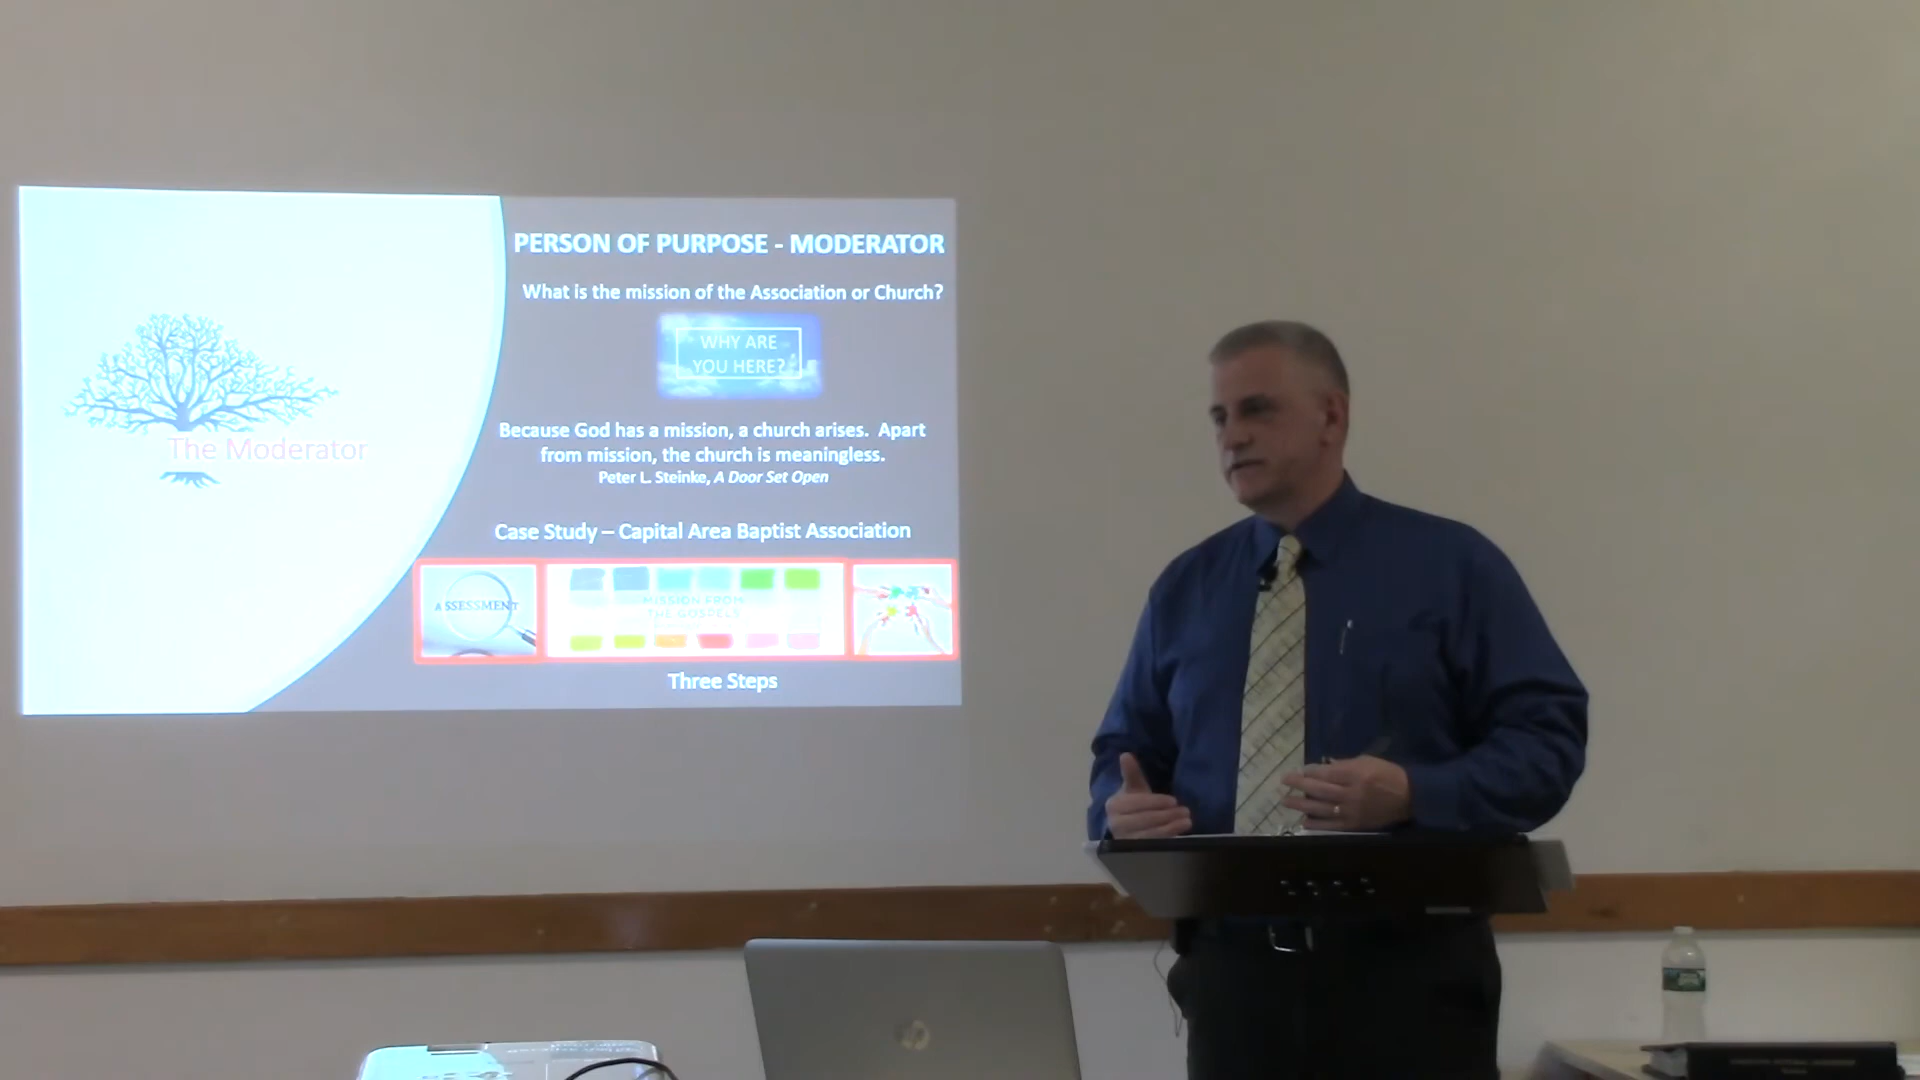 PERSON OF PURPOSE - MODERATOR
What is the mission of the Association or Church?
WHY ARE
YOU HERE?
The Moderator
Because God has a mission, a church arises. Apart
from mission, the church is meaningless.
Peter L. Steinke, A Door Set Open
Case Study – Capital Area Baptist Association
ASSESSMENT
MISSION FROM
THE GOSPELS
Three Steps
hp